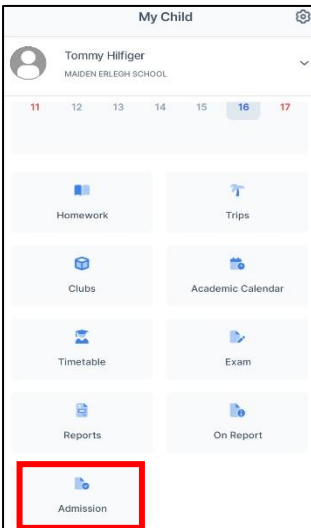 My Child
Tommy Hilfiger
MAIDEN ERLEGH SCHOOL
11 12 13 14 15 16 17
Homework Trips
Clubs Academic Calendar
Timetable Exam
Reports On Report
Admission